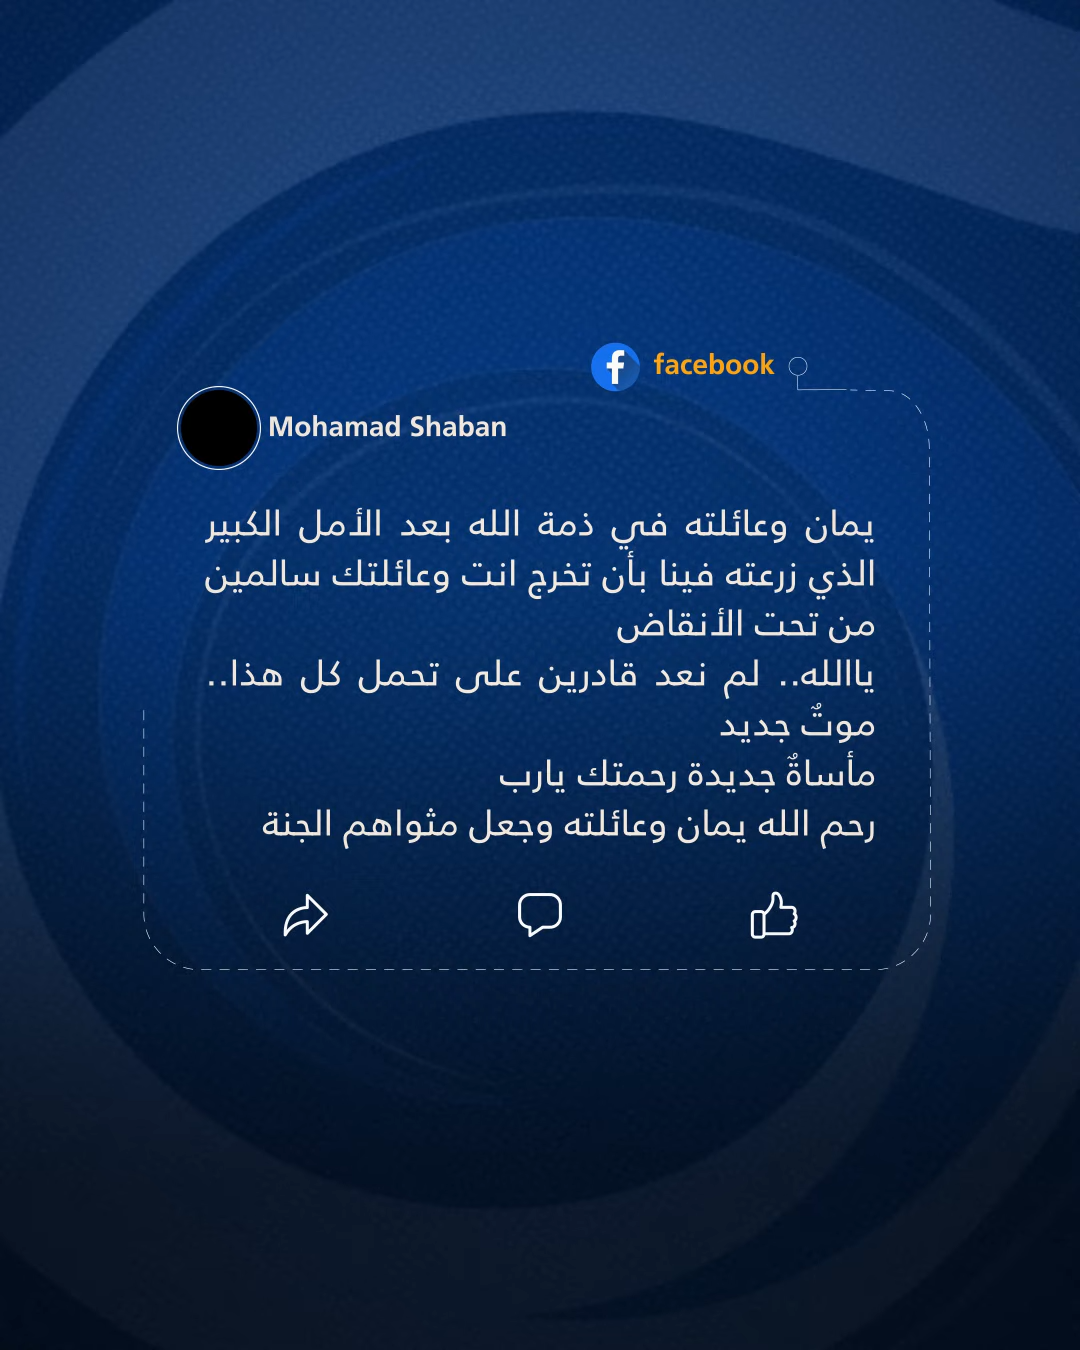 facebook
Mohamad Shaban
يمان وعائلته في ذمة الله بعد الأمل الكبير
الذي زرعته فينا بأن تخرج انت وعائلتك سالمين
من تحت الأنقاض
ياالله.. لم نعد قادرين على تحمل كل هذا..
موتٌ جديد
مأساةٌ جديدة رحمتك يارب
رحم الله يمان وعائلته وجعل مثواهم الجنة